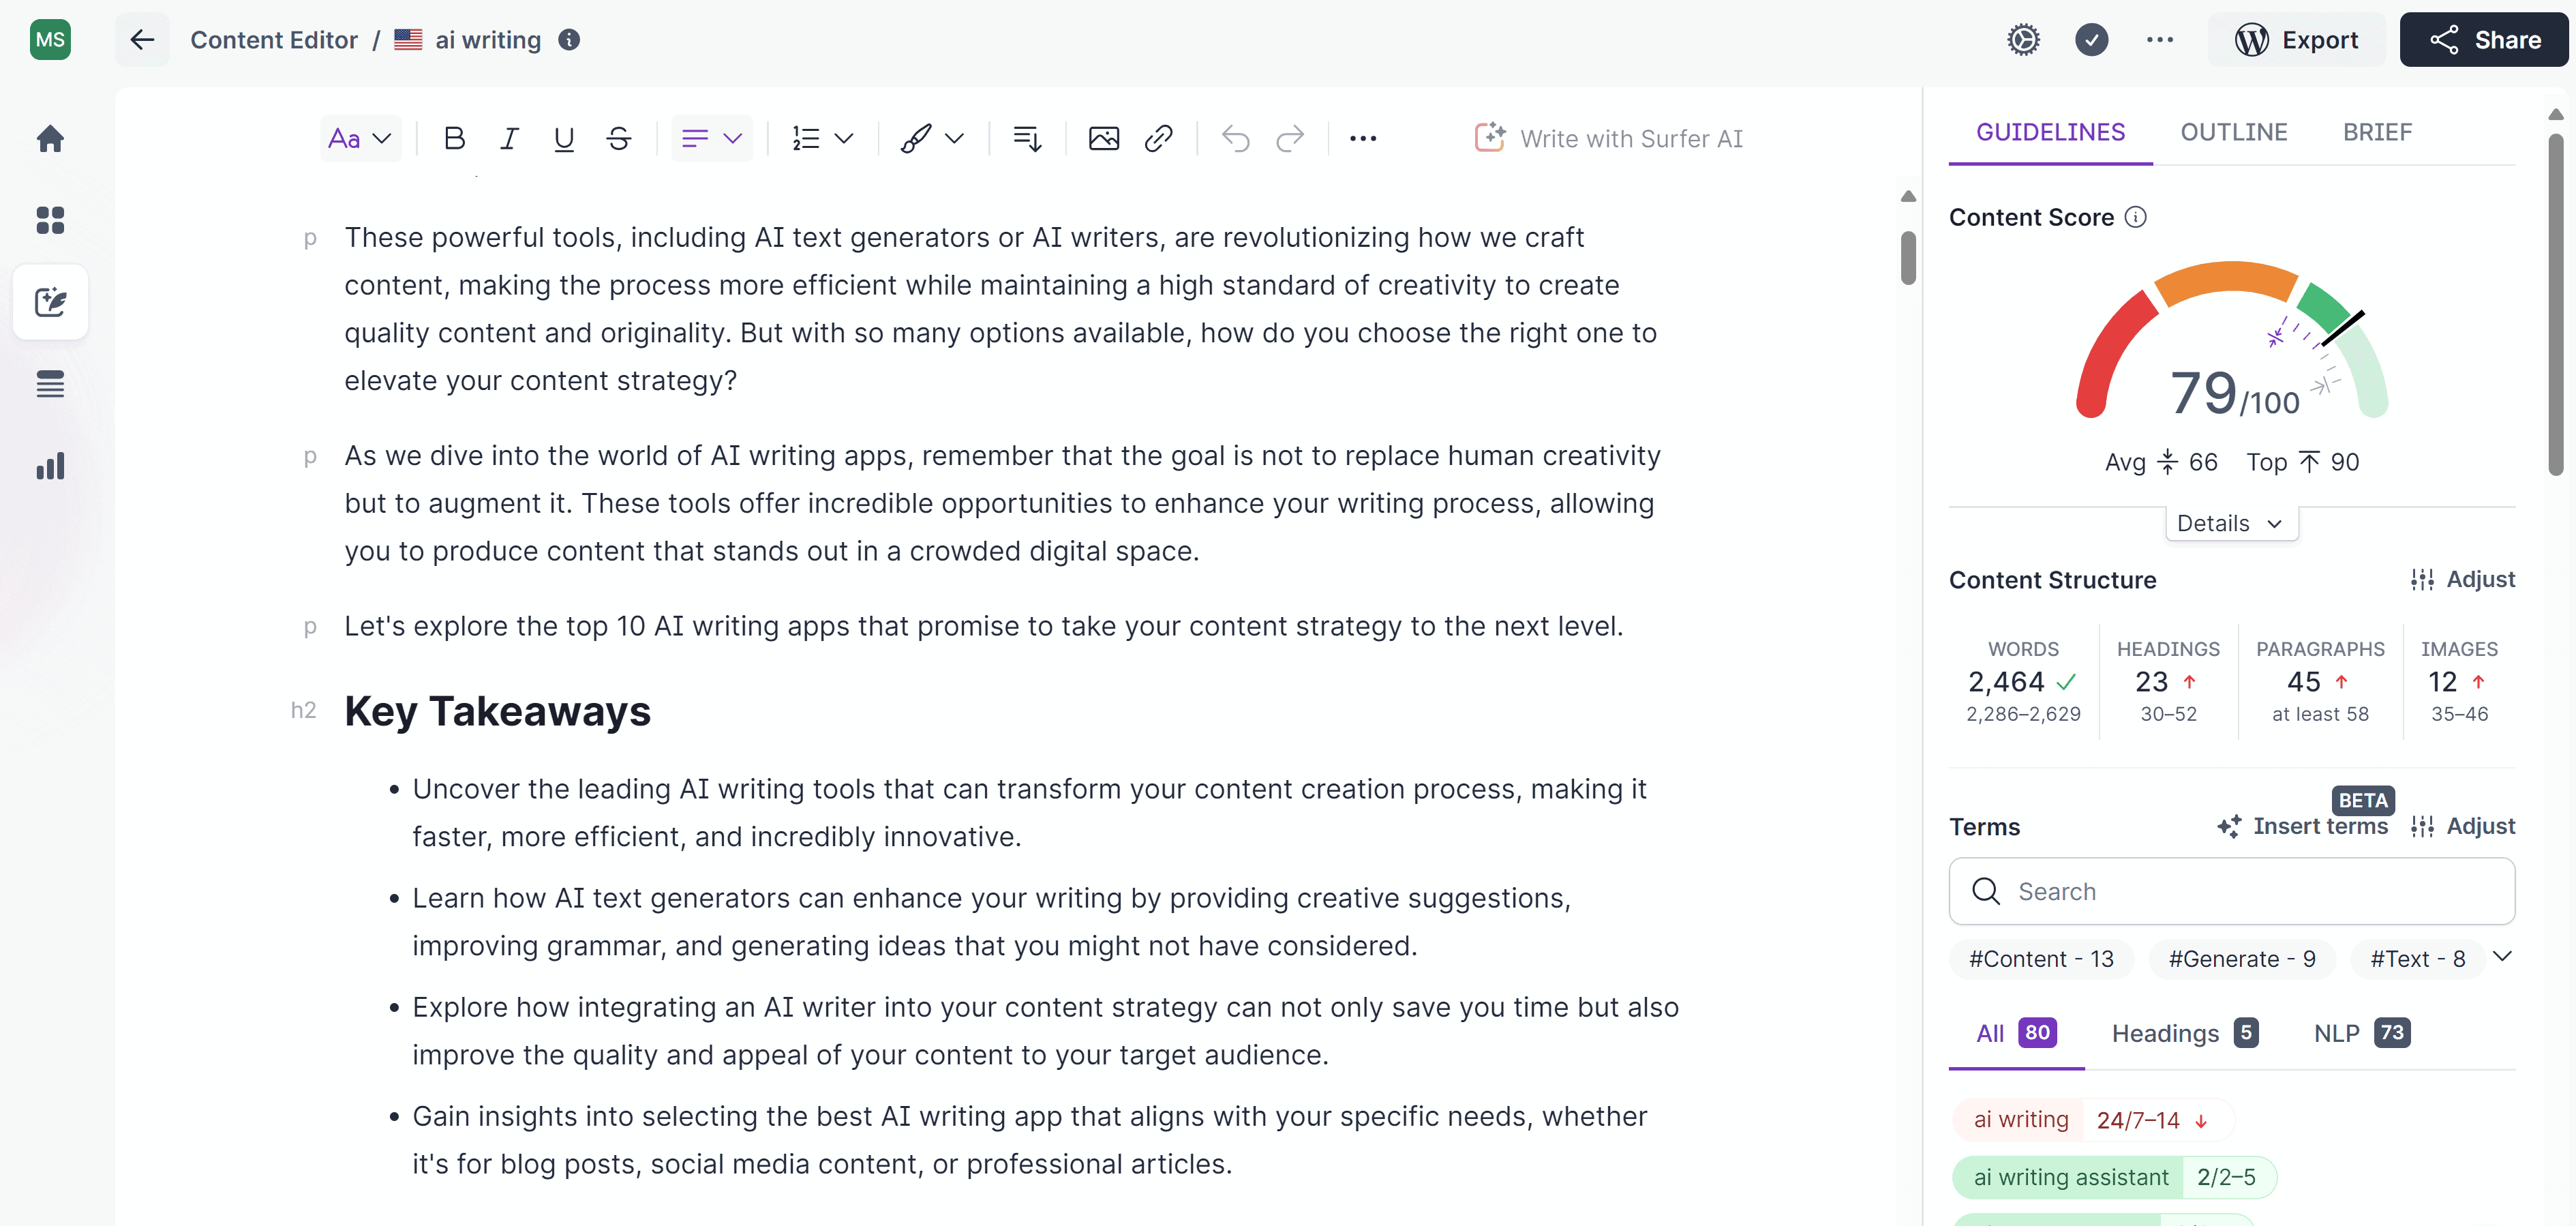 MS
Content Editor / ai writing
Export
Share
Aa
Write with Surfer AI
p These powerful tools, including AI text generators or AI writers, are revolutionizing how we craft
content, making the process more efficient while maintaining a high standard of creativity to create
quality content and originality. But with so many options available, how do you choose the right one to
elevate your content strategy?
p As we dive into the world of AI writing apps, remember that the goal is not to replace human creativity
but to augment it. These tools offer incredible opportunities to enhance your writing process, allowing
you to produce content that stands out in a crowded digital space.
p Let's explore the top 10 AI writing apps that promise to take your content strategy to the next level.
h2 Key Takeaways
• Uncover the leading AI writing tools that can transform your content creation process, making it
faster, more efficient, and incredibly innovative.
• Learn how AI text generators can enhance your writing by providing creative suggestions,
improving grammar, and generating ideas that you might not have considered.
• Explore how integrating an AI writer into your content strategy can not only save you time but also
improve the quality and appeal of your content to your target audience.
• Gain insights into selecting the best AI writing app that aligns with your specific needs, whether
it's for blog posts, social media content, or professional articles.
GUIDELINES OUTLINE BRIEF
Content Score
79/100
Avg 66 Top 90
Details
Content Structure Adjust
WORDS HEADINGS PARAGRAPHS IMAGES
2,464 23 45 12
2,286–2,629 30–52 at least 58 35–46
BETA
Terms Insert terms Adjust
Search
#Content - 13 #Generate - 9 #Text - 8
All 80 Headings 5 NLP 73
ai writing 24/7–14
ai writing assistant 2/2–5